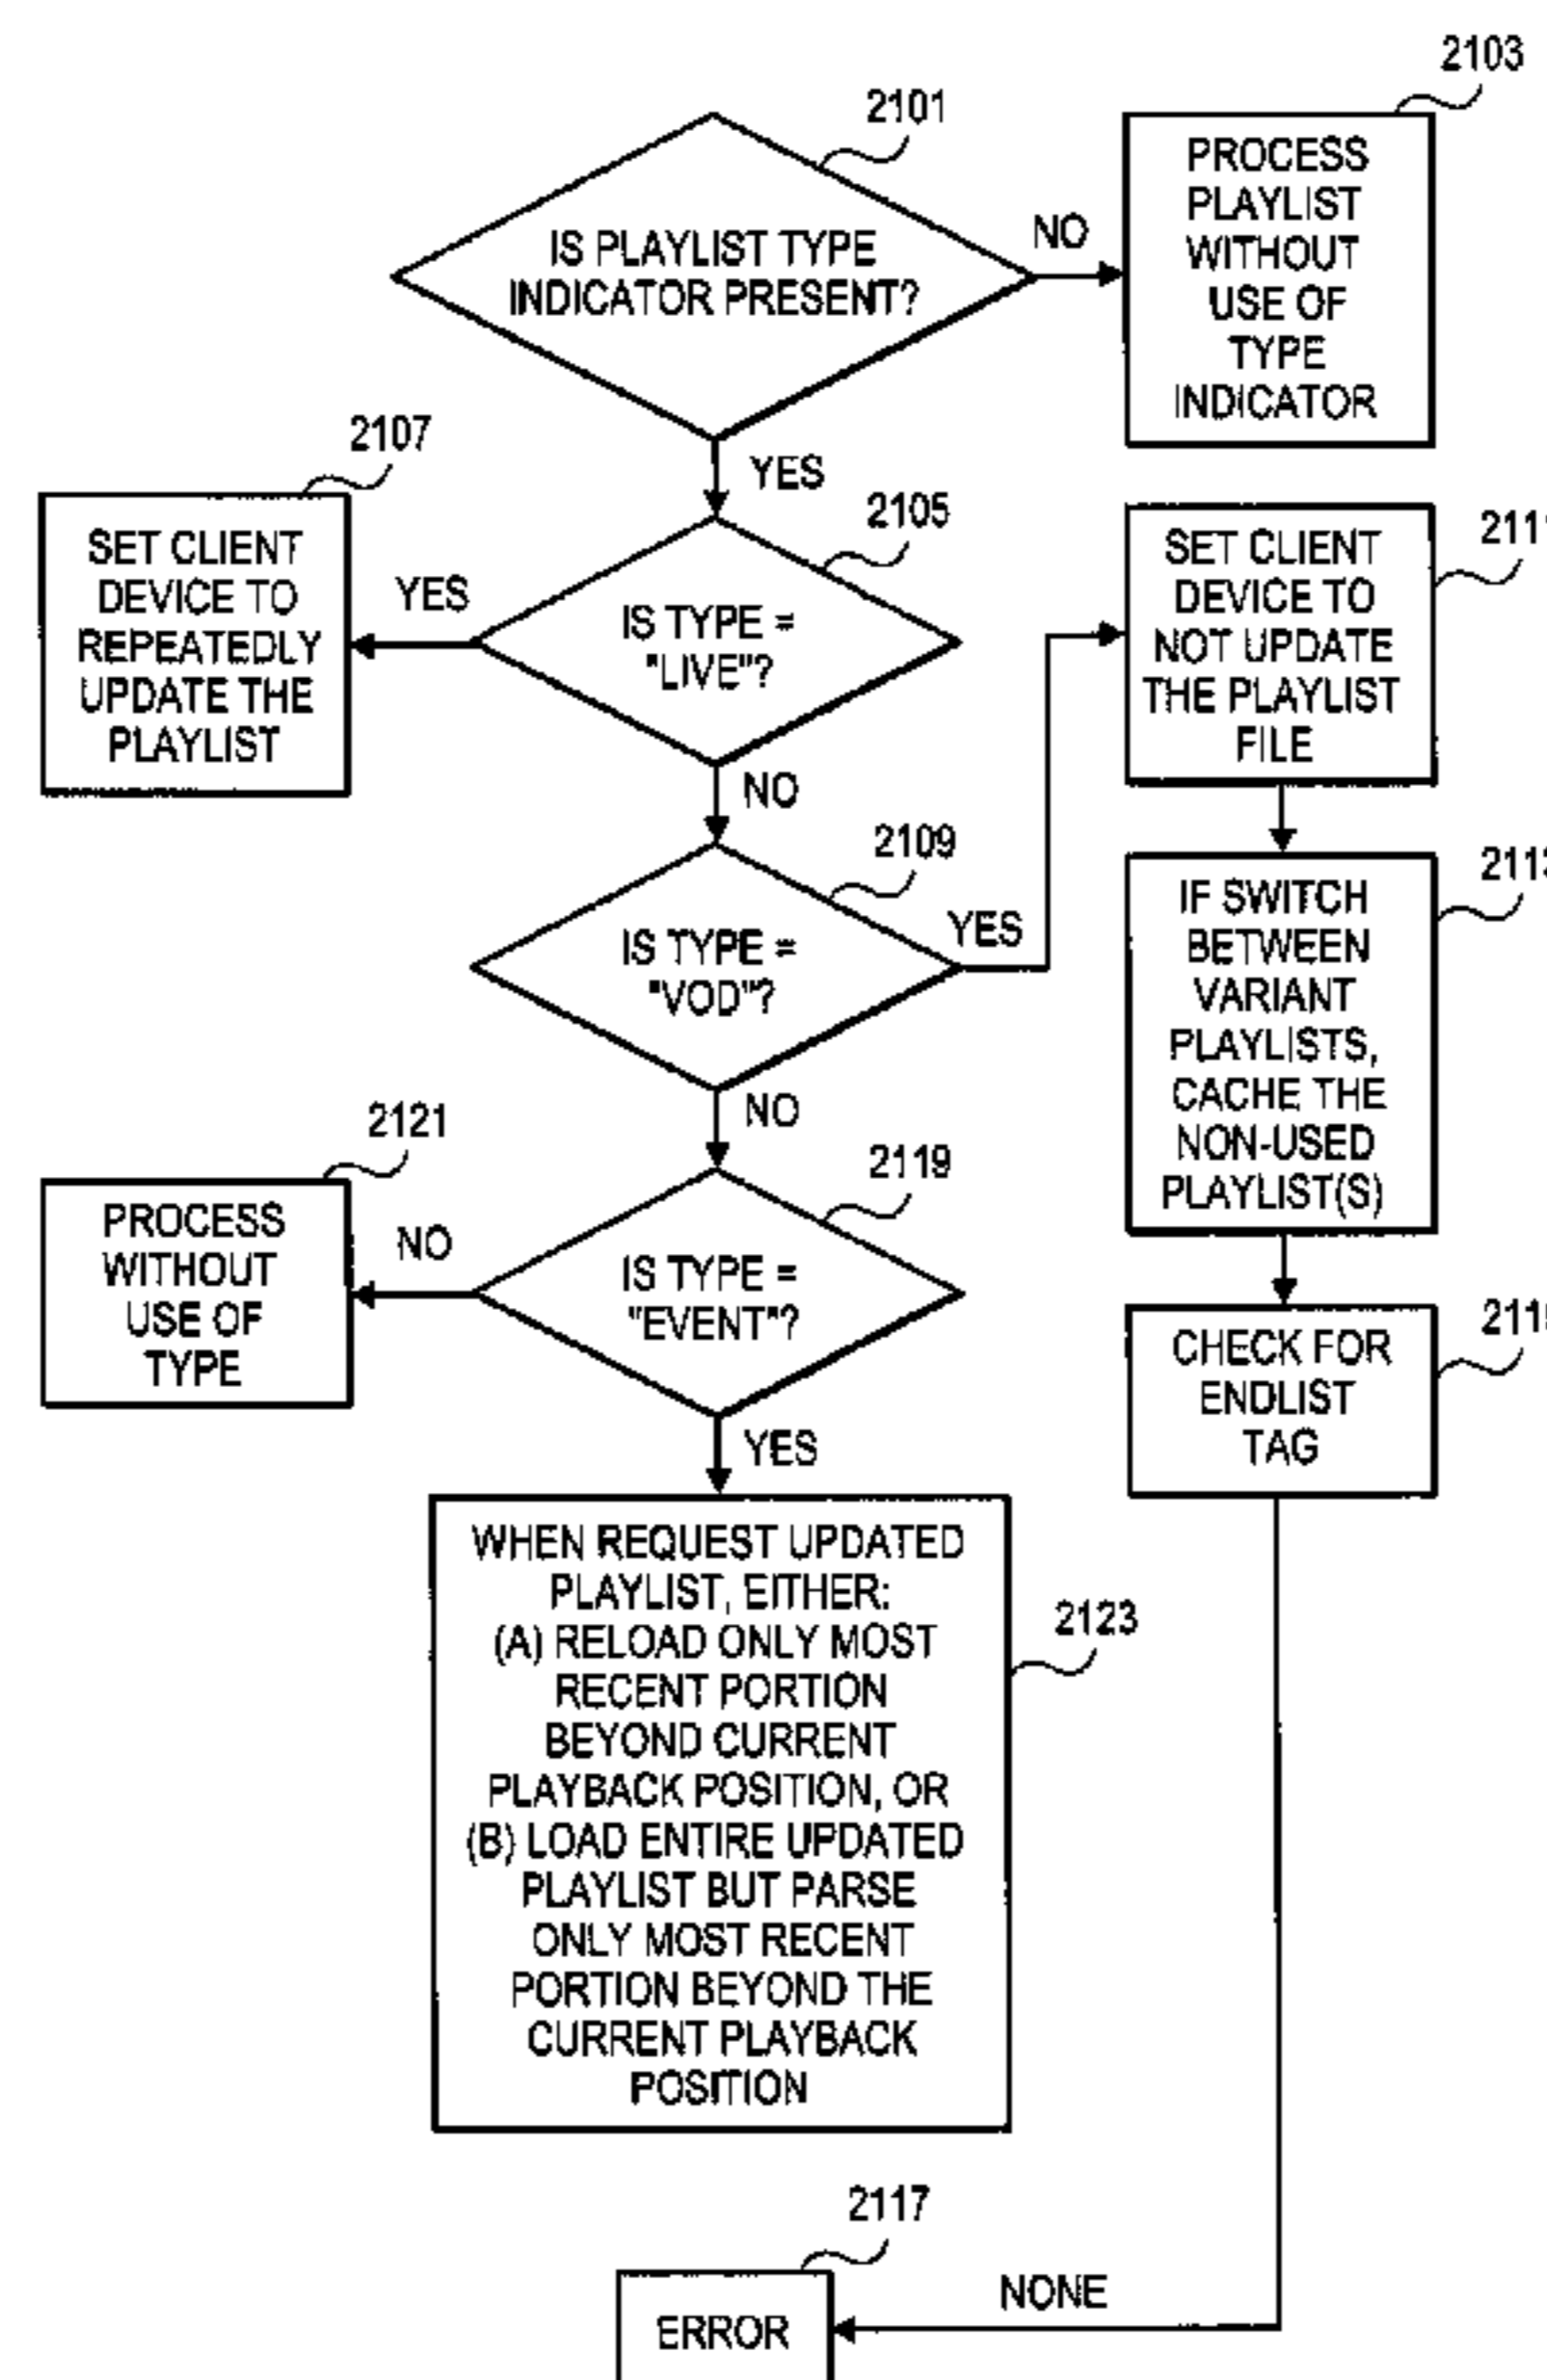 2103
2101
IS PLAYLIST TYPE
INDICATOR PRESENT?
NO
PROCESS
PLAYLIST
WITHOUT
USE OF
TYPE
INDICATOR
YES
2107
SET CLIENT
DEVICE TO
REPEATEDLY
UPDATE THE
PLAYLIST
YES
2105
IS TYPE =
"LIVE"?
NO
2111
SET CLIENT
DEVICE TO
NOT UPDATE
THE PLAYLIST
FILE
2109
IS TYPE =
"VOD"?
YES
NO
2113
IF SWITCH
BETWEEN
VARIANT
PLAYLISTS,
CACHE THE
NON-USED
PLAYLIST(S)
2121
PROCESS
WITHOUT
USE OF
TYPE
NO
2119
IS TYPE =
"EVENT"?
YES
2115
CHECK FOR
ENDLIST
TAG
WHEN REQUEST UPDATED
PLAYLIST, EITHER:
(A) RELOAD ONLY MOST
RECENT PORTION
BEYOND CURRENT
PLAYBACK POSITION, OR
(B) LOAD ENTIRE UPDATED
PLAYLIST BUT PARSE
ONLY MOST RECENT
PORTION BEYOND THE
CURRENT PLAYBACK
POSITION
2123
2117
ERROR
NONE